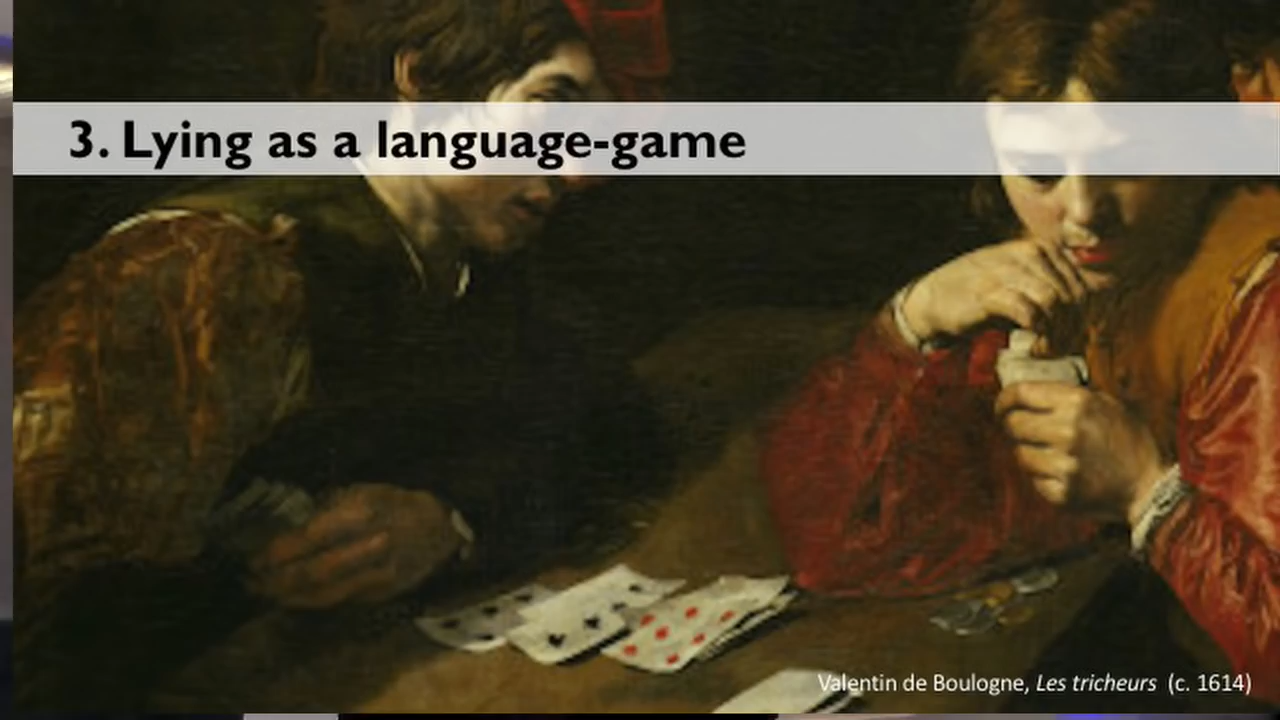 3. Lying as a language-game
Valentin de Boulogne, Les tricheurs (c. 1614)